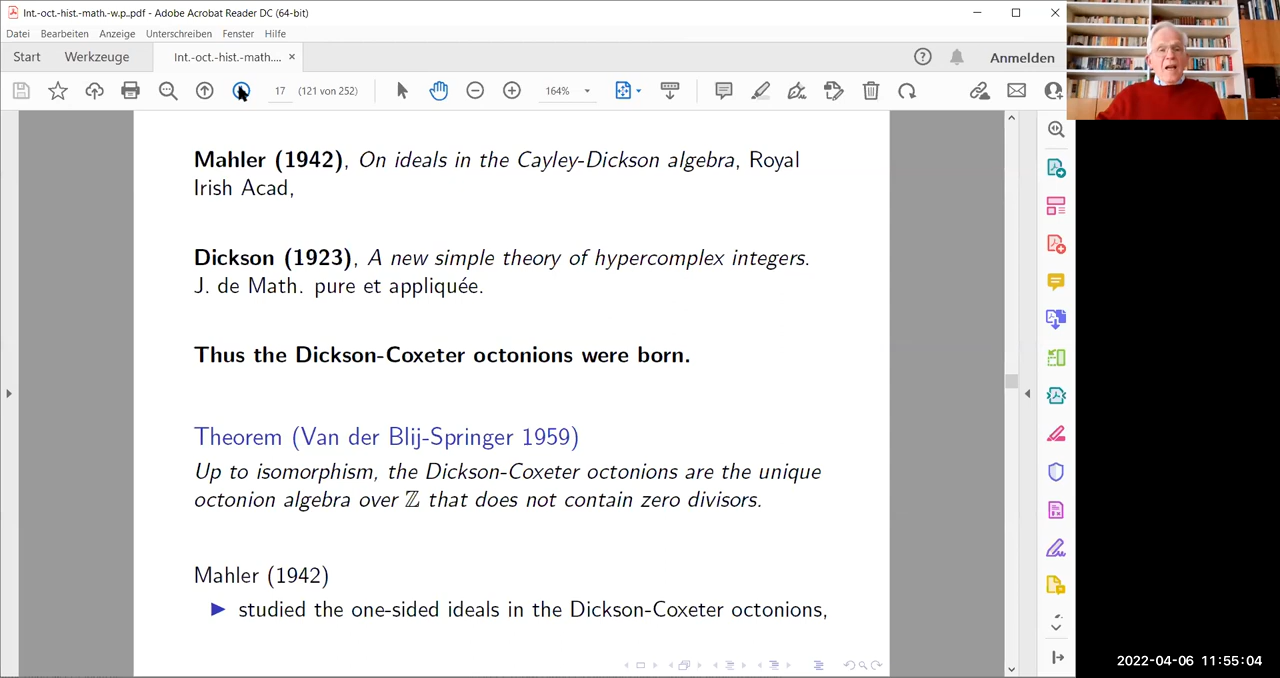 Int.-oct.-hist.-math.-w.p..pdf - Adobe Acrobat Reader DC (64-bit)
Datei Bearbeiten Anzeige Unterschreiben Fenster Hilfe
Start Werkzeuge Int.-oct.-hist.-math.... × Anmelden
17 (121 von 252) 164%
Mahler (1942), On ideals in the Cayley-Dickson algebra, Royal
Irish Acad,
Dickson (1923), A new simple theory of hypercomplex integers.
J. de Math. pure et appliquée.
Thus the Dickson-Coxeter octonions were born.
Theorem (Van der Blij-Springer 1959)
Up to isomorphism, the Dickson-Coxeter octonions are the unique
octonion algebra over ℤ that does not contain zero divisors.
Mahler (1942)
▶ studied the one-sided ideals in the Dickson-Coxeter octonions,
2022-04-06 11:55:04